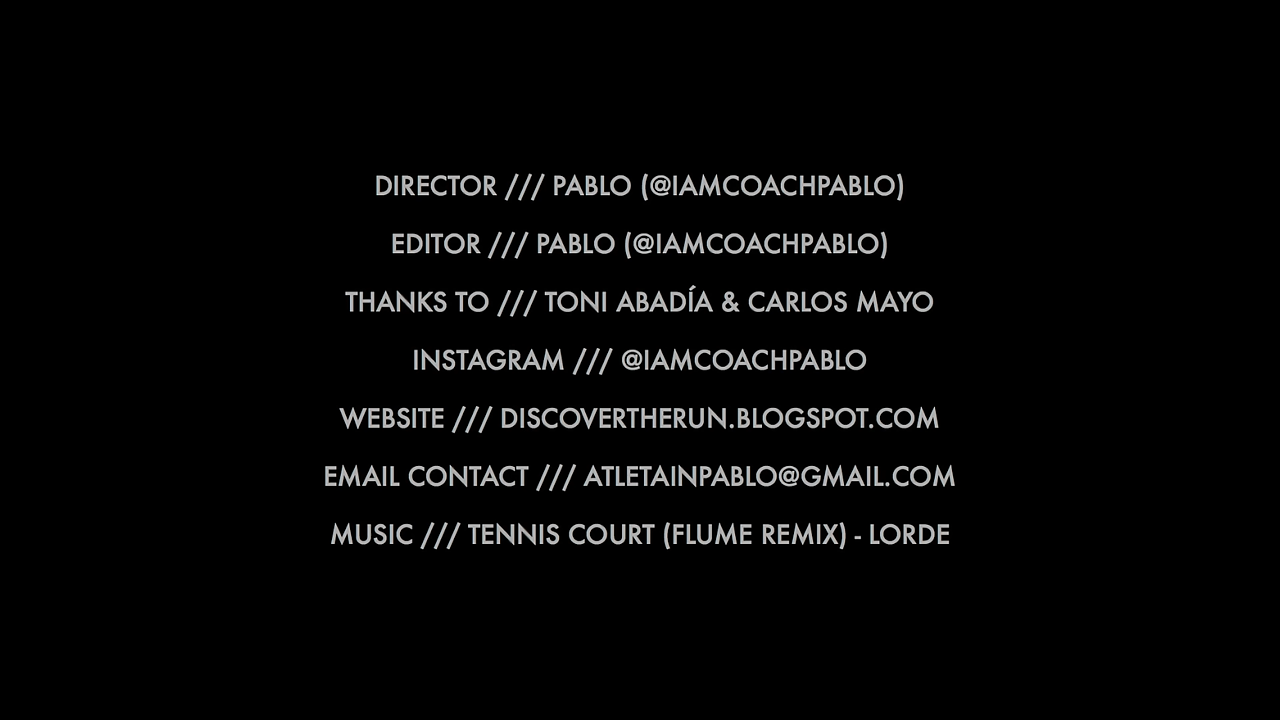 DIRECTOR /// PABLO (@IAMCOACHPABLO)
EDITOR /// PABLO (@IAMCOACHPABLO)
THANKS TO /// TONI ABADÍA & CARLOS MAYO
INSTAGRAM /// @IAMCOACHPABLO
WEBSITE /// DISCOVERTHERUN.BLOGSPOT.COM
EMAIL CONTACT /// ATLETAINPABLO@GMAIL.COM
MUSIC /// TENNIS COURT (FLUME REMIX) - LORDE